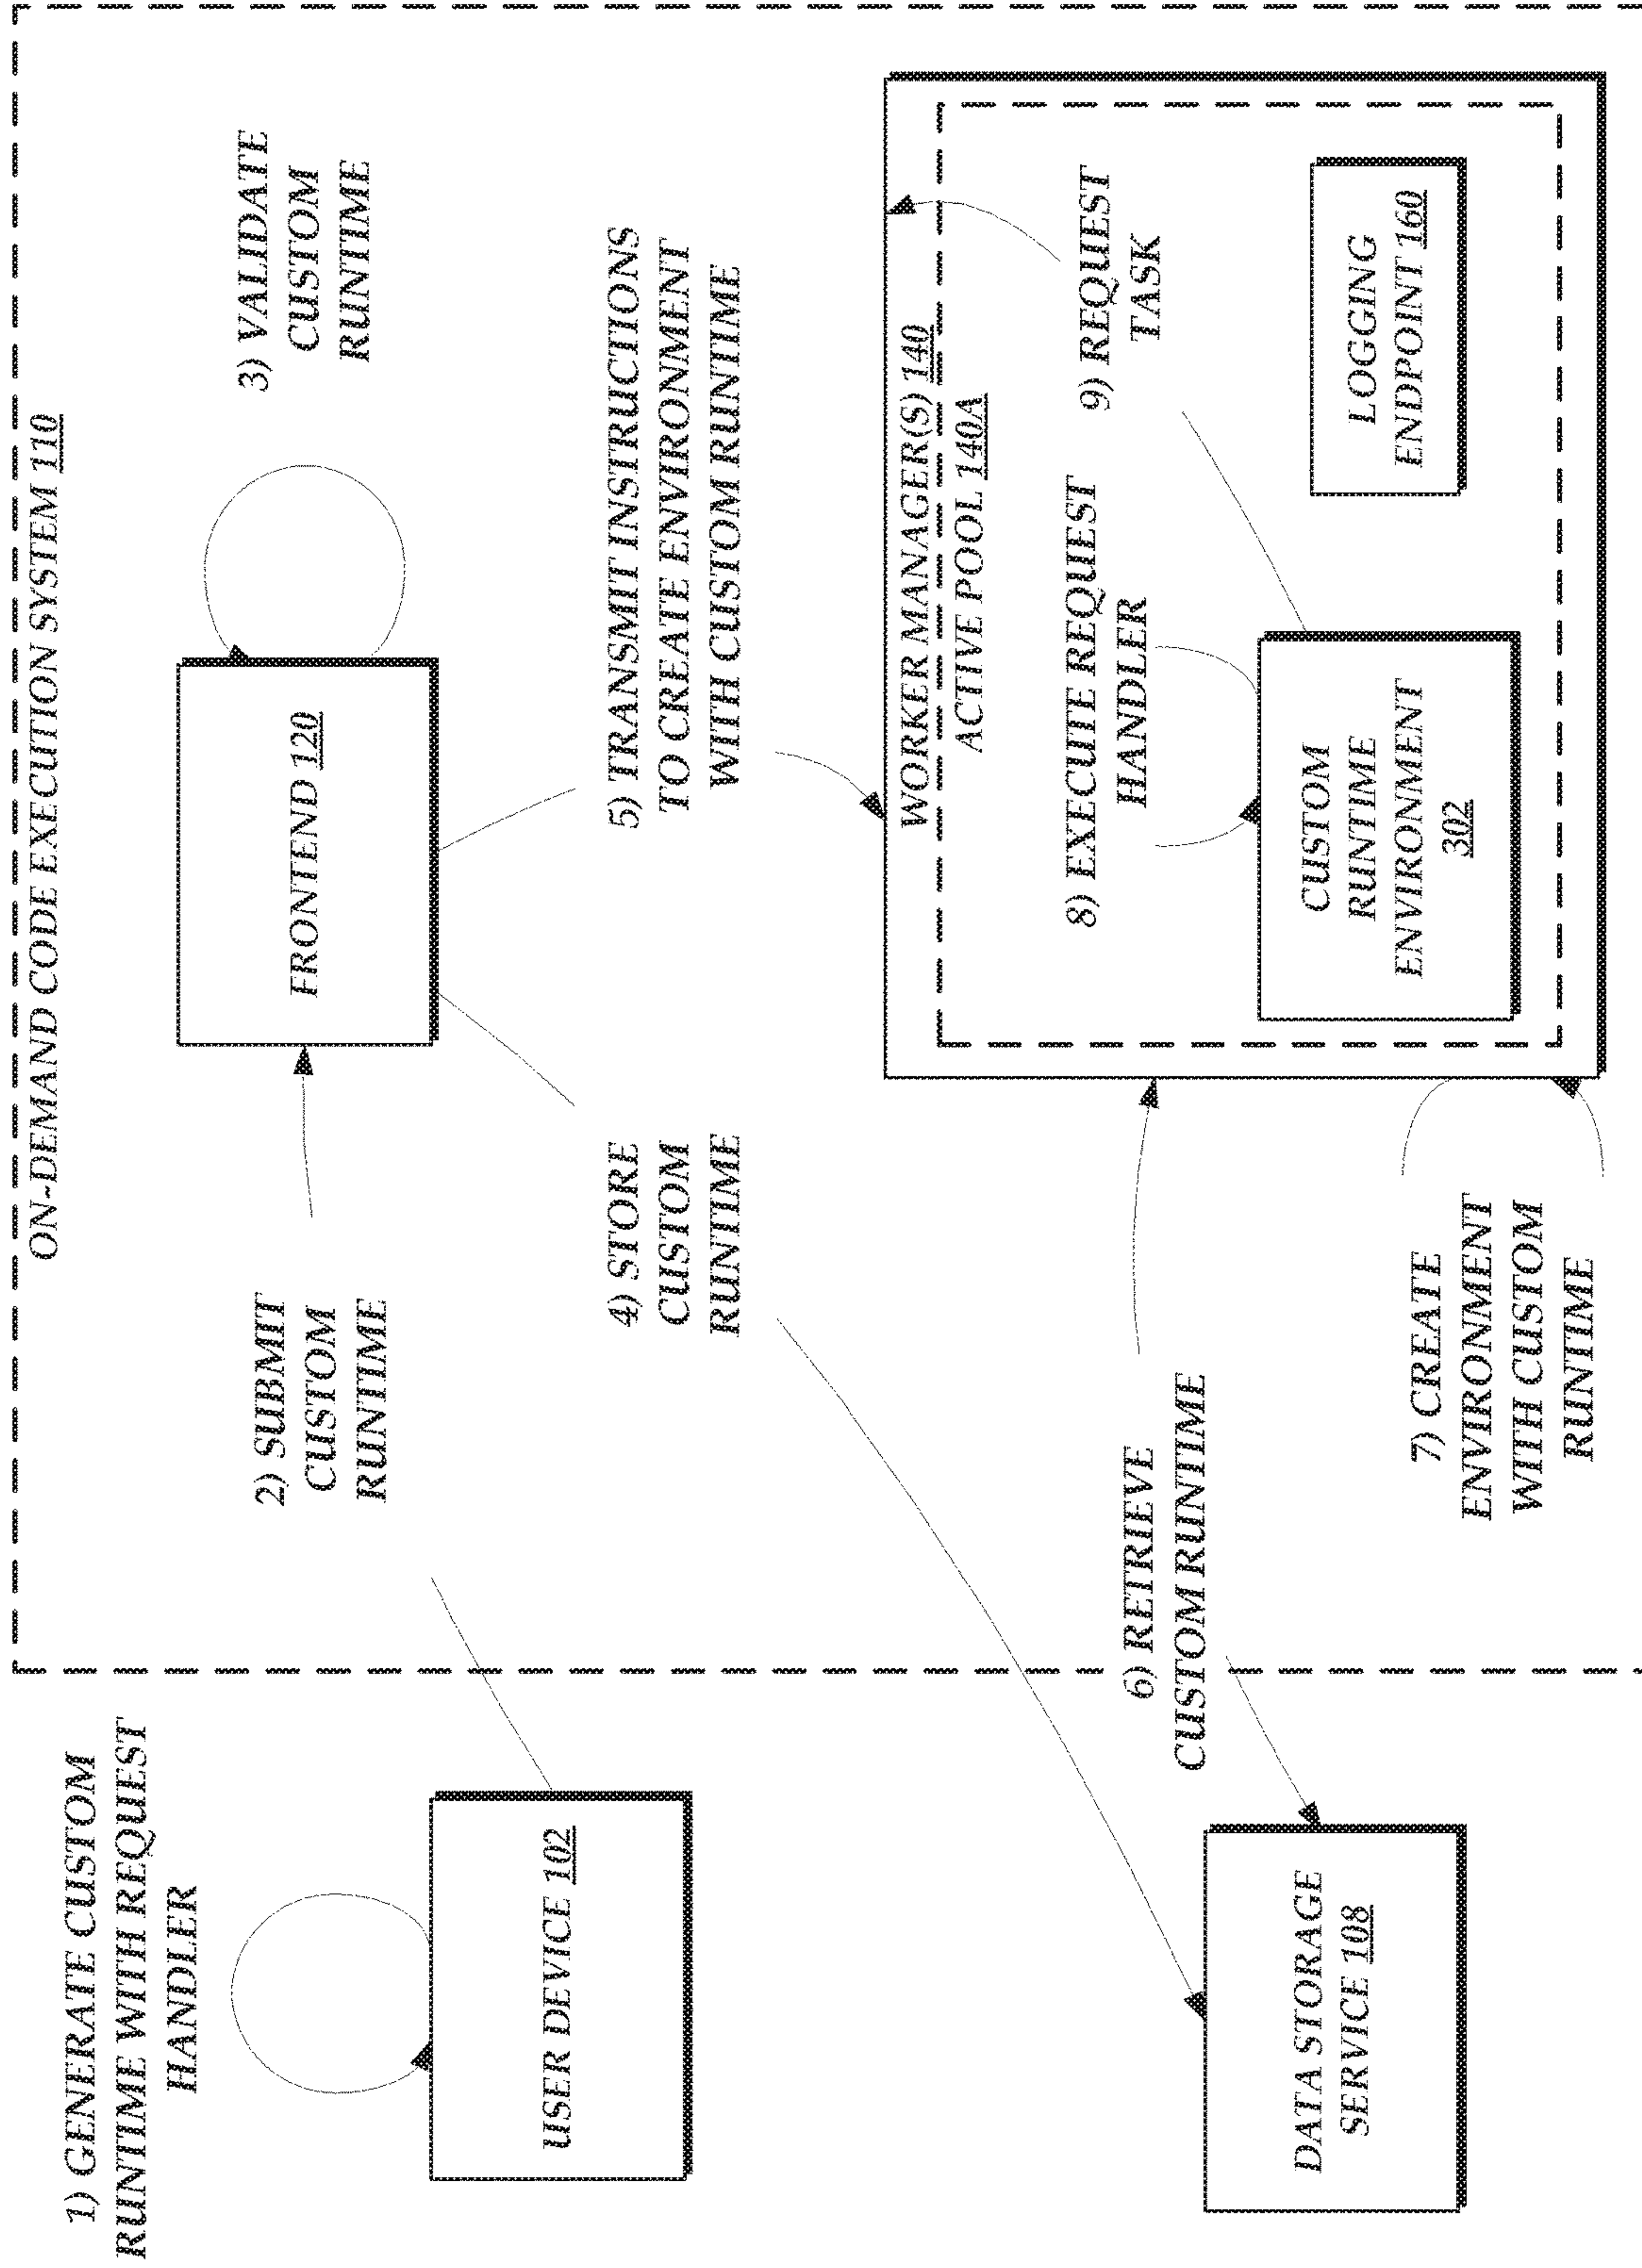 ON-DEMAND CODE EXECUTION SYSTEM 110
1) GENERATE CUSTOM
RUNTIME WITH REQUEST
HANDLER
USER DEVICE 102
2) SUBMIT
CUSTOM
RUNTIME
FRONTEND 120
3) VALIDATE
CUSTOM
RUNTIME
4) STORE
CUSTOM
RUNTIME
5) TRANSMIT INSTRUCTIONS
TO CREATE ENVIRONMENT
WITH CUSTOM RUNTIME
DATA STORAGE
SERVICE 108
6) RETRIEVE
CUSTOM RUNTIME
7) CREATE
ENVIRONMENT
WITH CUSTOM
RUNTIME
WORKER MANAGER(S) 140
ACTIVE POOL 140A
8) EXECUTE REQUEST
HANDLER
9) REQUEST
TASK
CUSTOM
RUNTIME
ENVIRONMENT
302
LOGGING
ENDPOINT 160